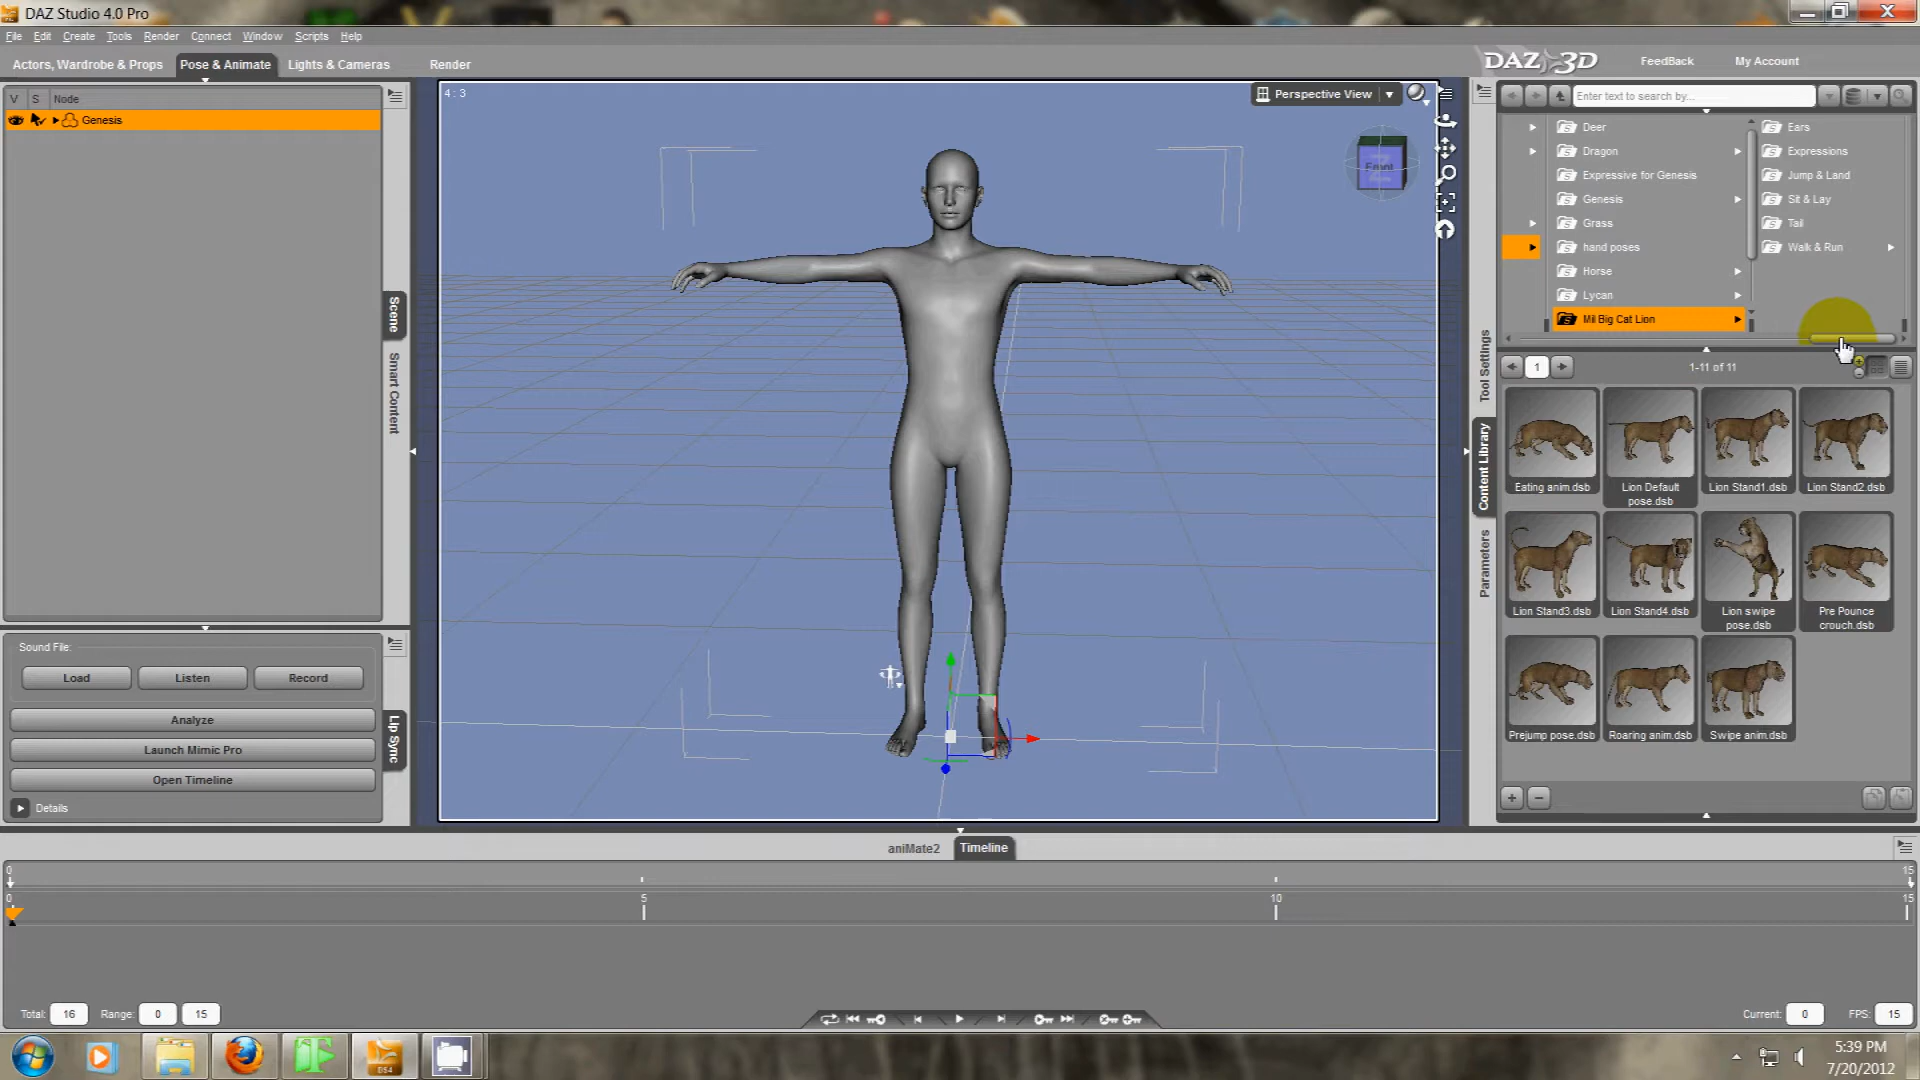 DAZ Studio 4.0 Pro
File Edit Create Tools Render Connect Window Scripts Help
Actors, Wardrobe & Props Pose & Animate Lights & Cameras Render
DAZ 3D FeedBack My Account
V S Node
Genesis
4 : 3
Perspective View
Front
Scene
Smart Content
Sound File:
Load Listen Record
Analyze
Launch Mimic Pro
Open Timeline
Details
Lip Sync
Tool Settings
Content Library
Parameters
Enter text to search by...
Deer
Dragon
Expressive for Genesis
Genesis
Grass
hand poses
Horse
Lycan
Mil Big Cat Lion
Ears
Expressions
Jump & Land
Sit & Lay
Tail
Walk & Run
1
1-11 of 11
Eating anim.dsb
Lion Default pose.dsb
Lion Stand1.dsb
Lion Stand2.dsb
Lion Stand3.dsb
Lion Stand4.dsb
Lion swipe pose.dsb
Pre Pounce crouch.dsb
Prejump pose.dsb
Roaring anim.dsb
Swipe anim.dsb
aniMate2 Timeline
0 15
0 5 10 15
Total: 16 Range: 0 15
Current: 0 FPS: 15
DS4
5:39 PM
7/20/2012